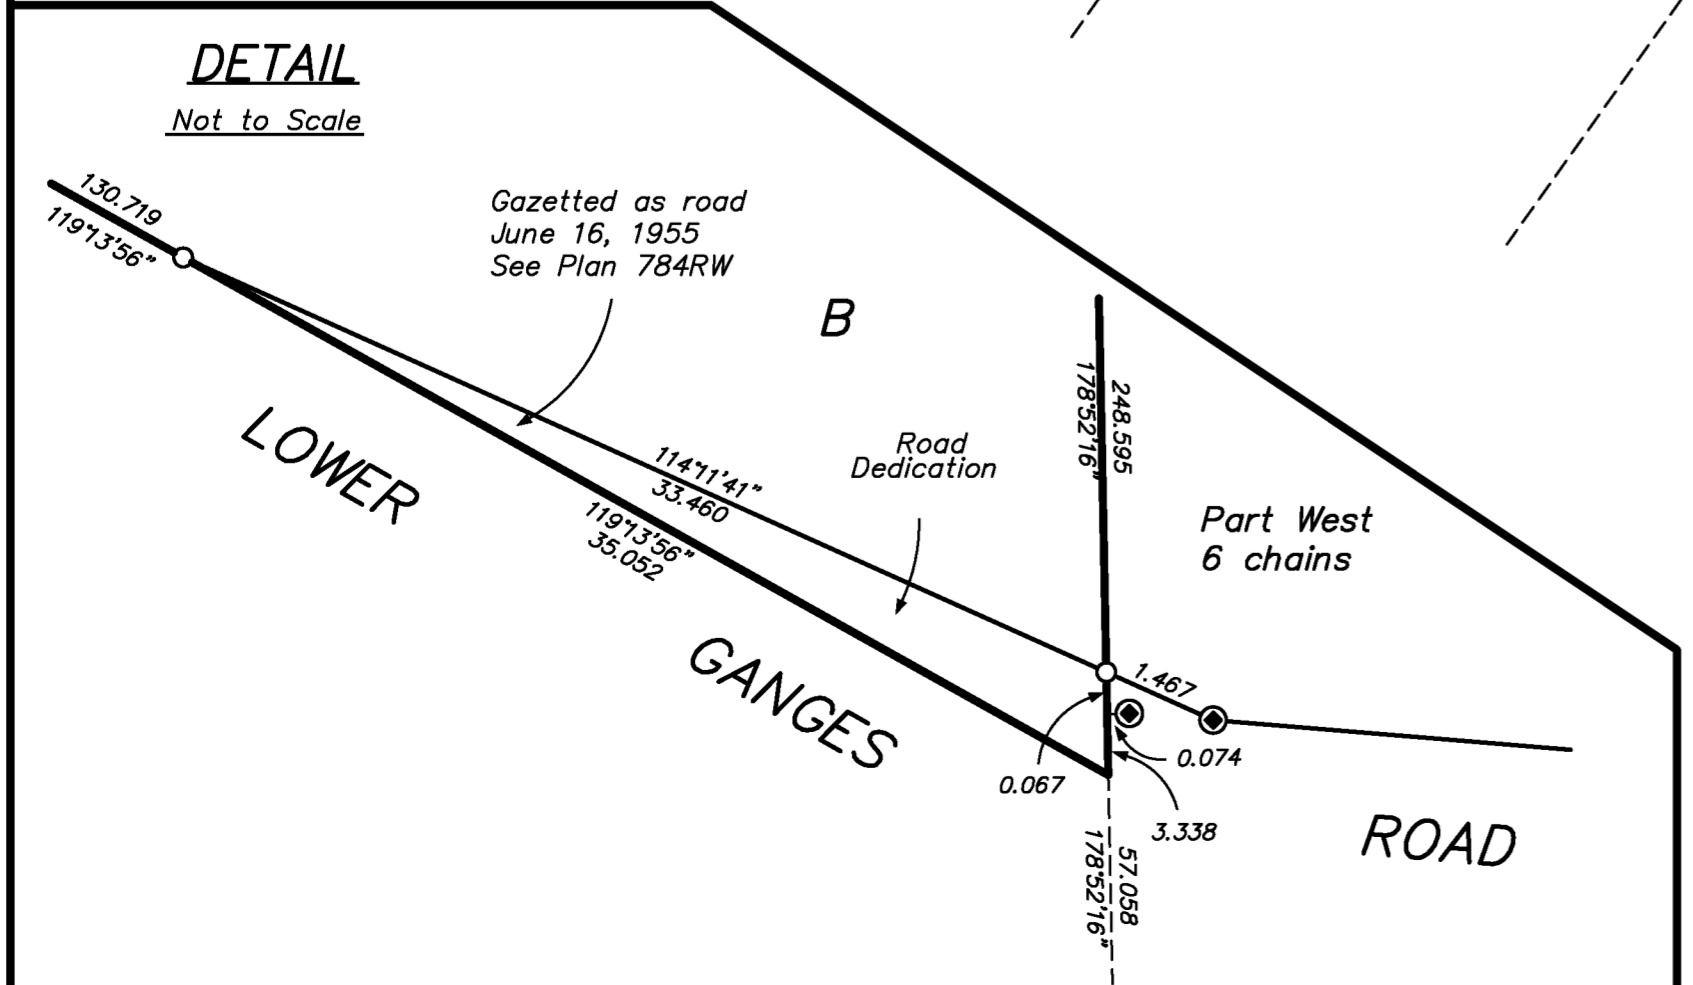 DETAIL
Not to Scale
130.719
119°13'56"
Gazetted as road
June 16, 1955
See Plan 784RW
B
248.595
178°52'16"
LOWER
114°11'41"
33.460
Road
Dedication
119°13'56"
35.052
Part West
6 chains
GANGES
1.467
0.067
0.074
3.338
ROAD
57.058
178°52'16"